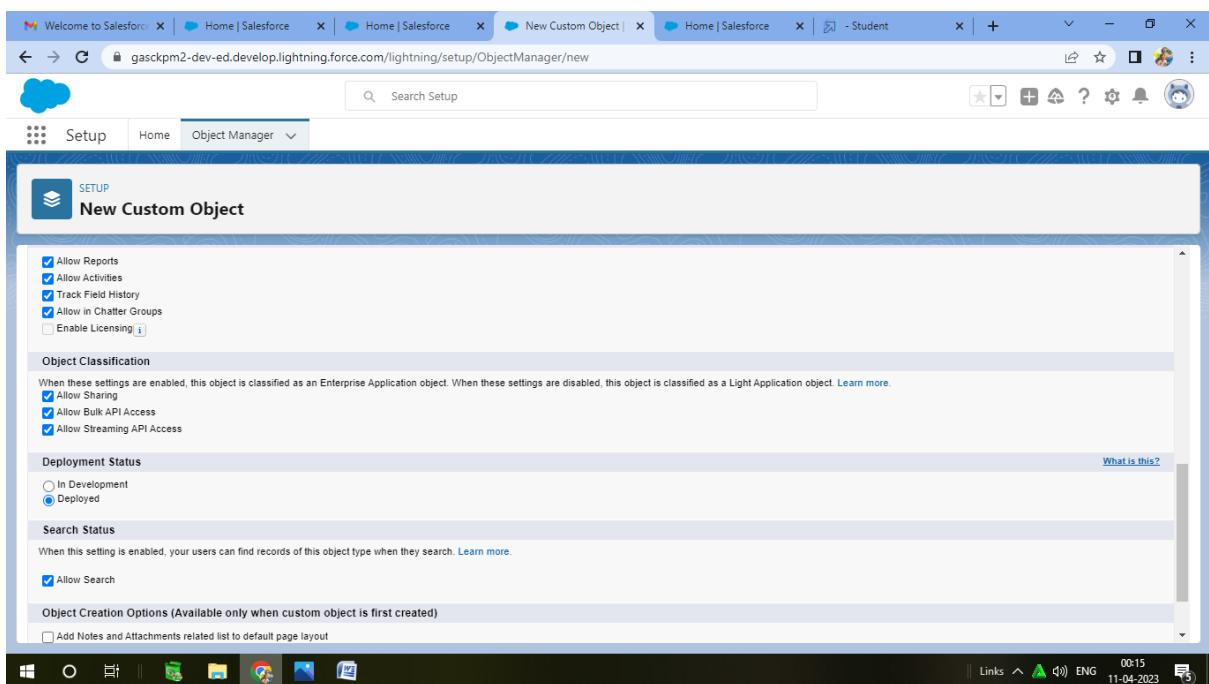 Welcome to Salesforc
Home | Salesforce
Home | Salesforce
New Custom Object |
Home | Salesforce
- Student
gasckpm2-dev-ed.develop.lightning.force.com/lightning/setup/ObjectManager/new
Search Setup
Setup
Home
Object Manager
SETUP
New Custom Object
Allow Reports
Allow Activities
Track Field History
Allow in Chatter Groups
Enable Licensing i
Object Classification
When these settings are enabled, this object is classified as an Enterprise Application object. When these settings are disabled, this object is classified as a Light Application object. Learn more.
Allow Sharing
Allow Bulk API Access
Allow Streaming API Access
Deployment Status
What is this?
In Development
Deployed
Search Status
When this setting is enabled, your users can find records of this object type when they search. Learn more.
Allow Search
Object Creation Options (Available only when custom object is first created)
Add Notes and Attachments related list to default page layout
Links
ENG
00:15
11-04-2023
5